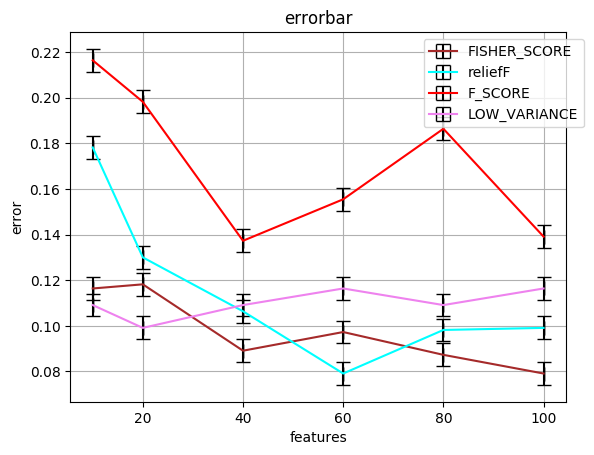 errorbar
FISHER_SCORE
reliefF
F_SCORE
LOW_VARIANCE
error
0.22
0.20
0.18
0.16
0.14
0.12
0.10
0.08
20 40 60 80 100
features